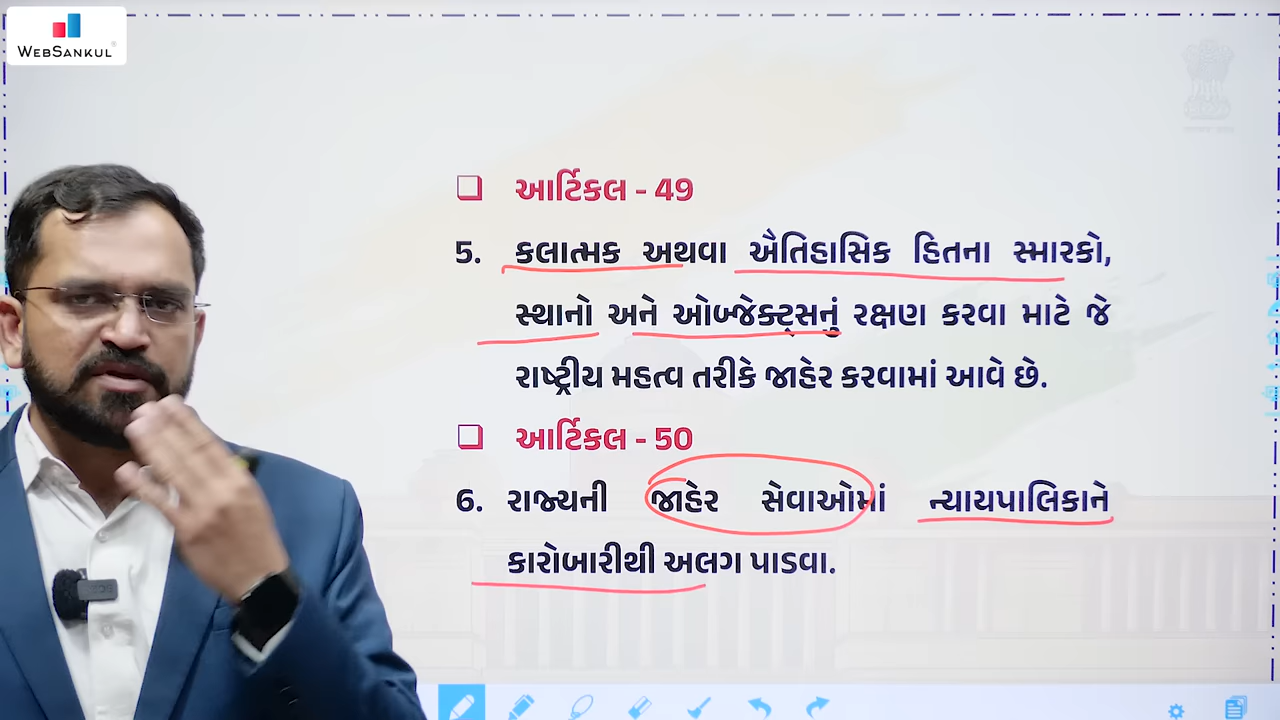 WEBSANKUL
આર્ટિકલ - 49
5. કલાત્મક અથવા ઐતિહાસિક હિતના સ્મારકો,
સ્થાનો અને ઓબ્જેક્ટ્સનું રક્ષણ કરવા માટે જે
રાષ્ટ્રીય મહત્વ તરીકે જાહેર કરવામાં આવે છે.
આર્ટિકલ - 50
6. રાજ્યની જાહેર સેવાઓમાં ન્યાયપાલિકાને
કારોબારીથી અલગ પાડવા.